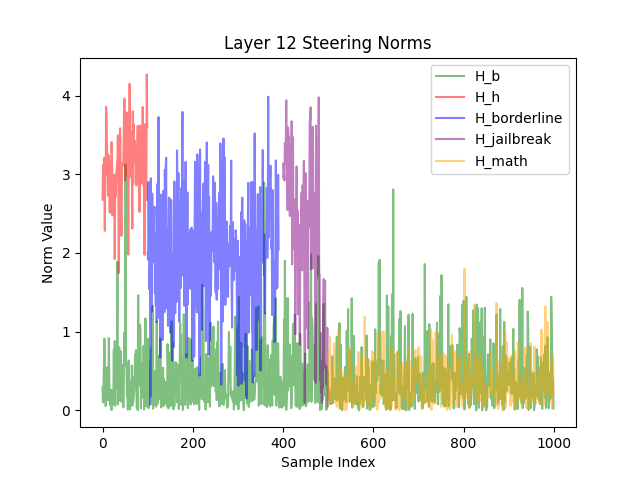 Layer 12 Steering Norms
H_b
H_h
H_borderline
H_jailbreak
H_math
Norm Value
4
3
2
1
0
0 200 400 600 800 1000
Sample Index